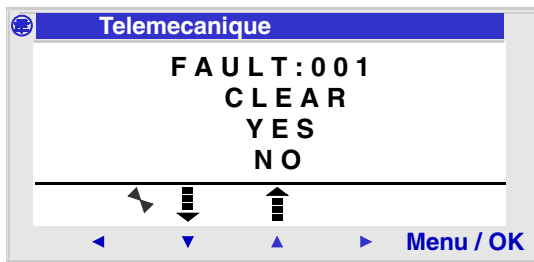 Telemecanique
FAULT:001
CLEAR
YES
NO
Menu / OK